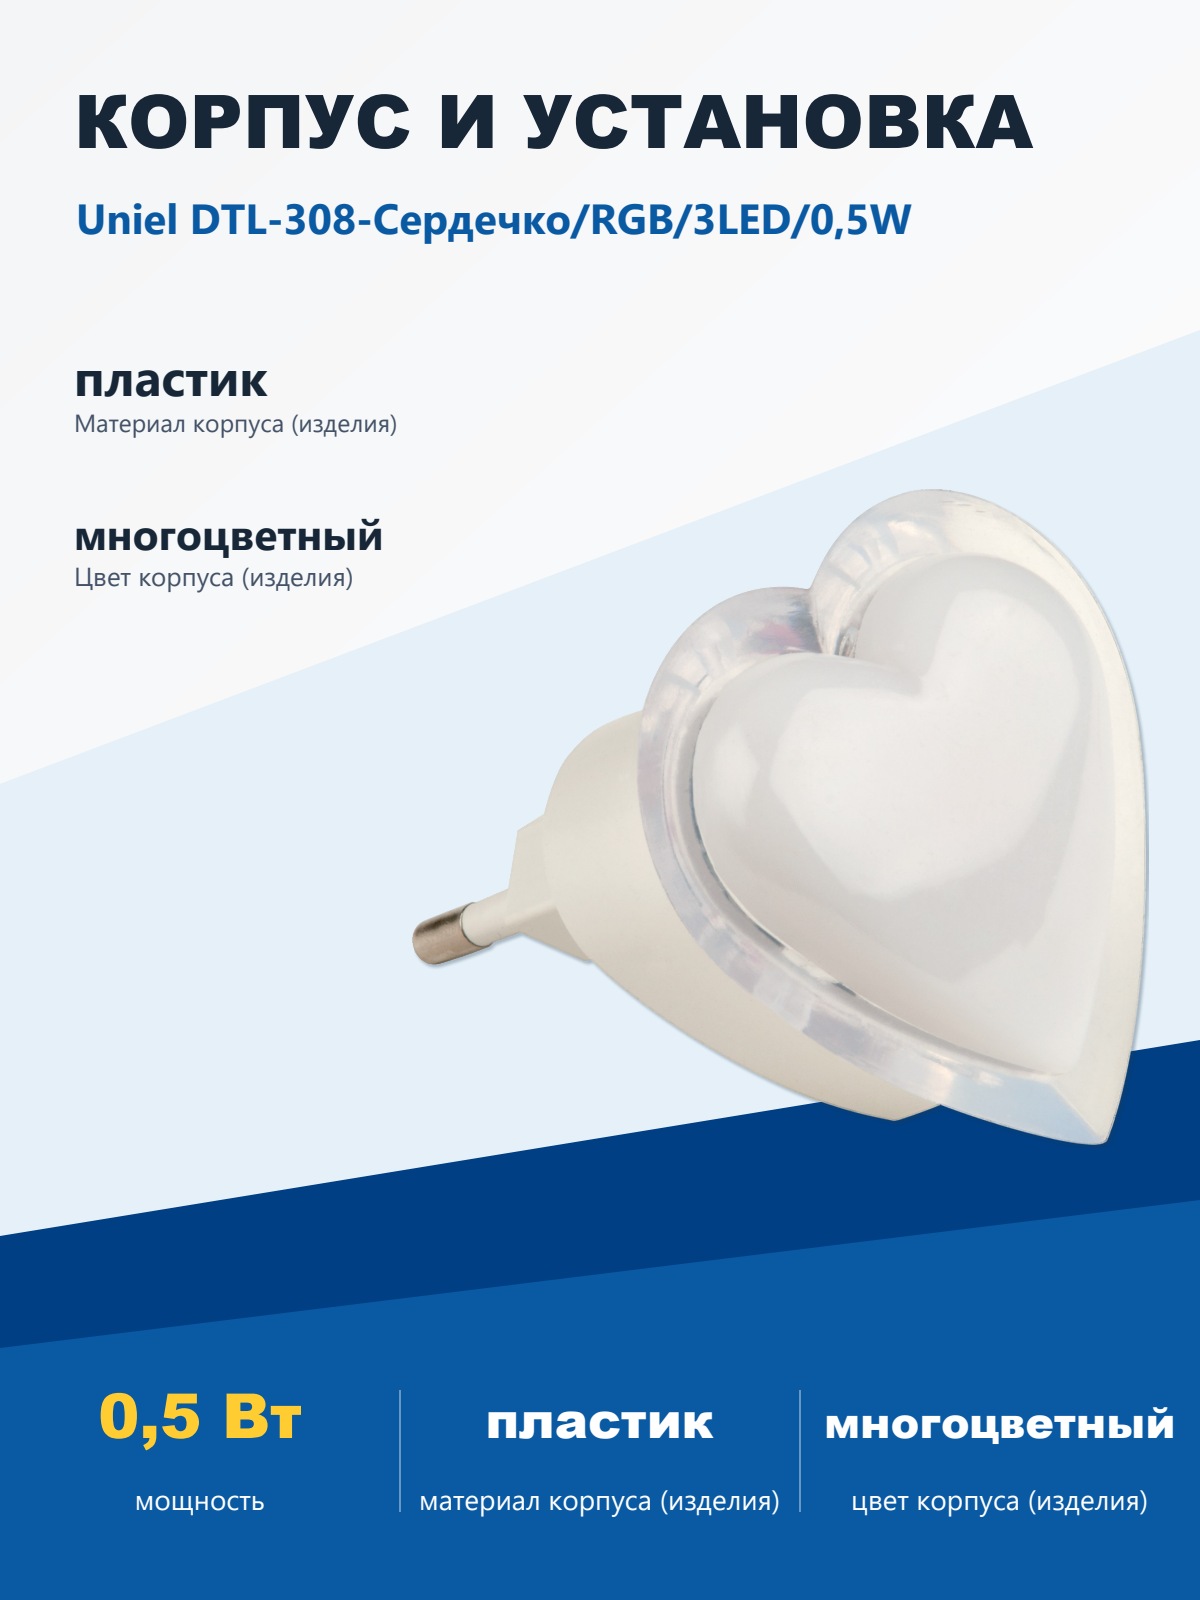 КОРПУС И УСТАНОВКА
Uniel DTL-308-Сердечко/RGB/3LED/0,5W
пластик
Материал корпуса (изделия)
многоцветный
Цвет корпуса (изделия)
0,5 Вт
мощность
пластик
материал корпуса (изделия)
многоцветный
цвет корпуса (изделия)